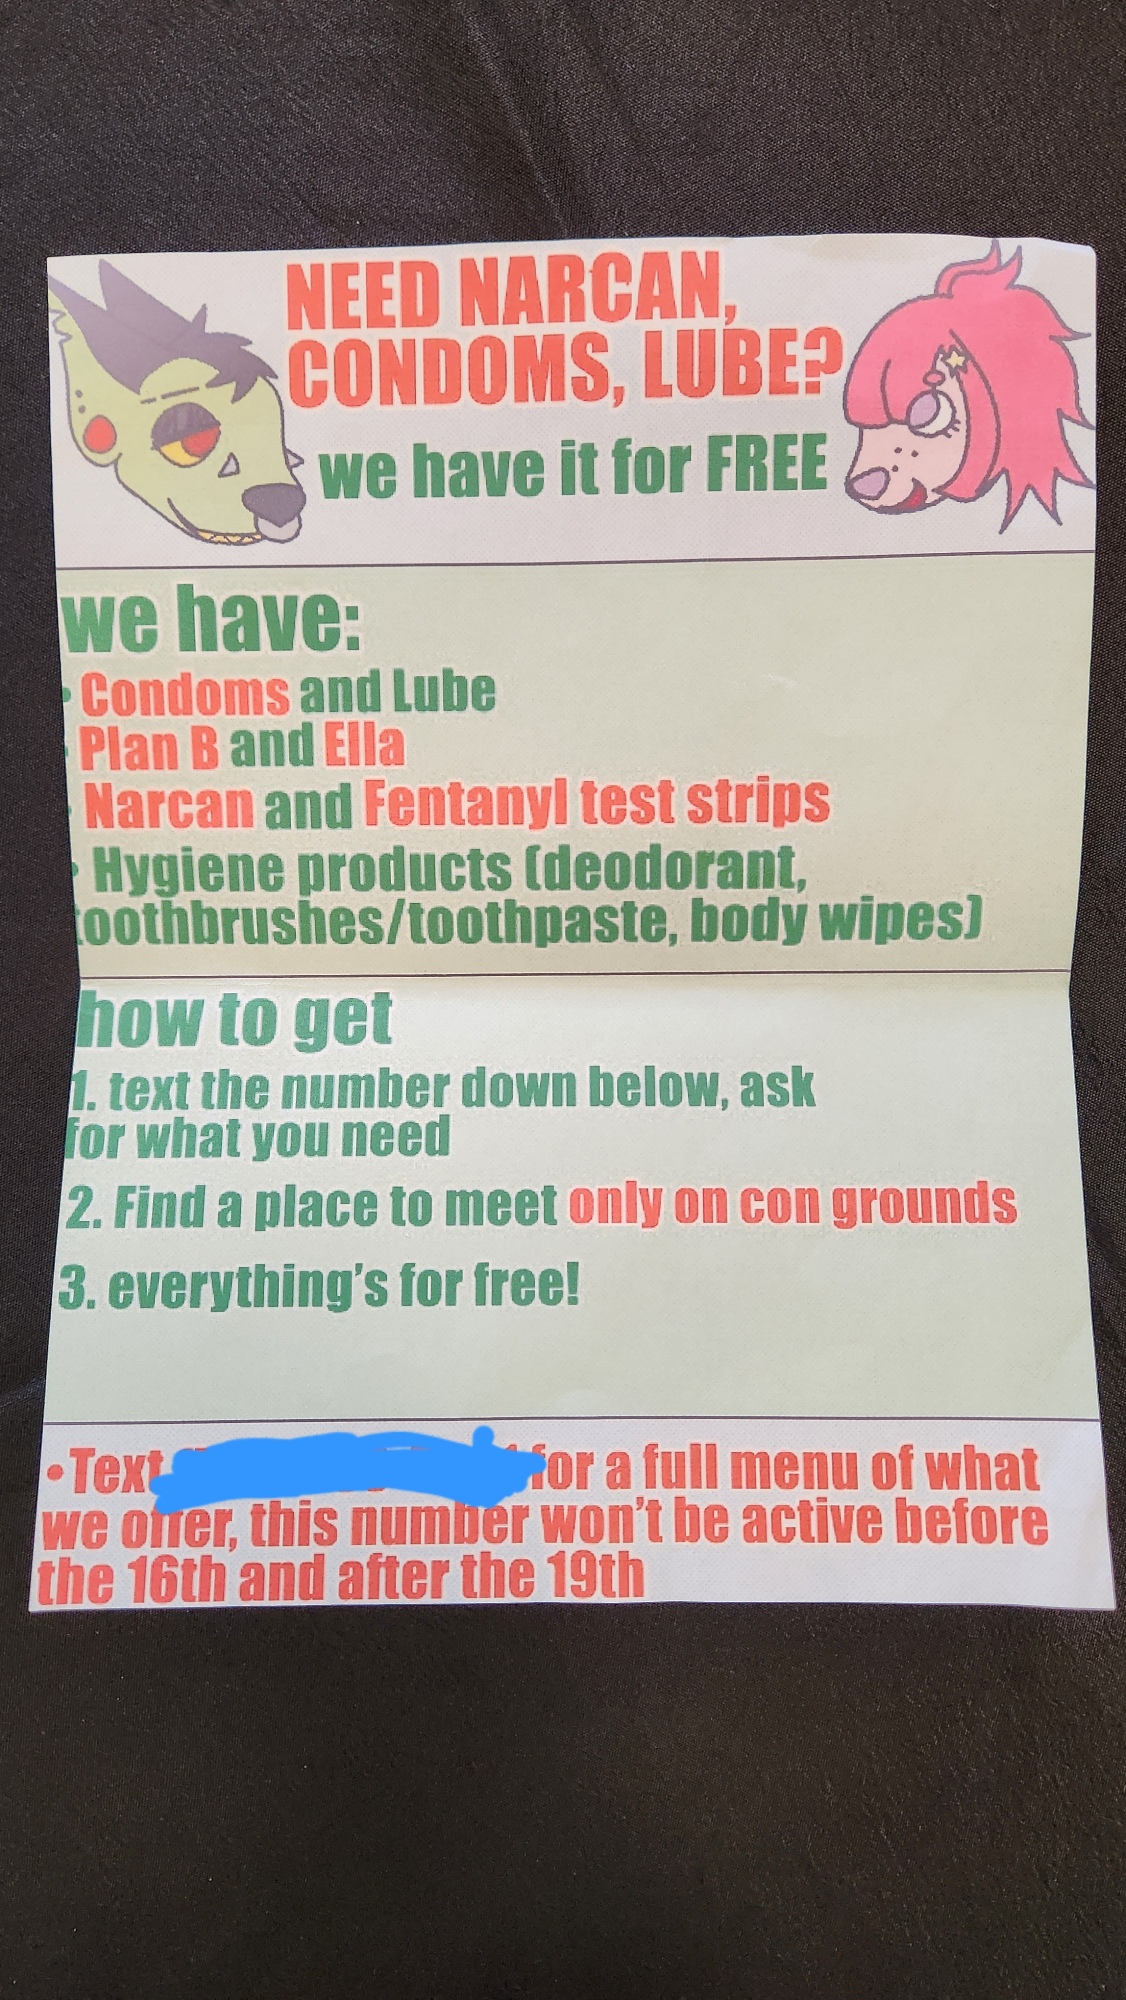 NEED NARCAN,
CONDOMS, LUBE?
we have it for FREE
we have:
• Condoms and Lube
• Plan B and Ella
• Narcan and Fentanyl test strips
• Hygiene products (deodorant,
toothbrushes/toothpaste, body wipes)
how to get
1. text the number down below, ask
for what you need
2. Find a place to meet only on con grounds
3. everything's for free!
• Text for a full menu of what
we offer, this number won't be active before
the 16th and after the 19th